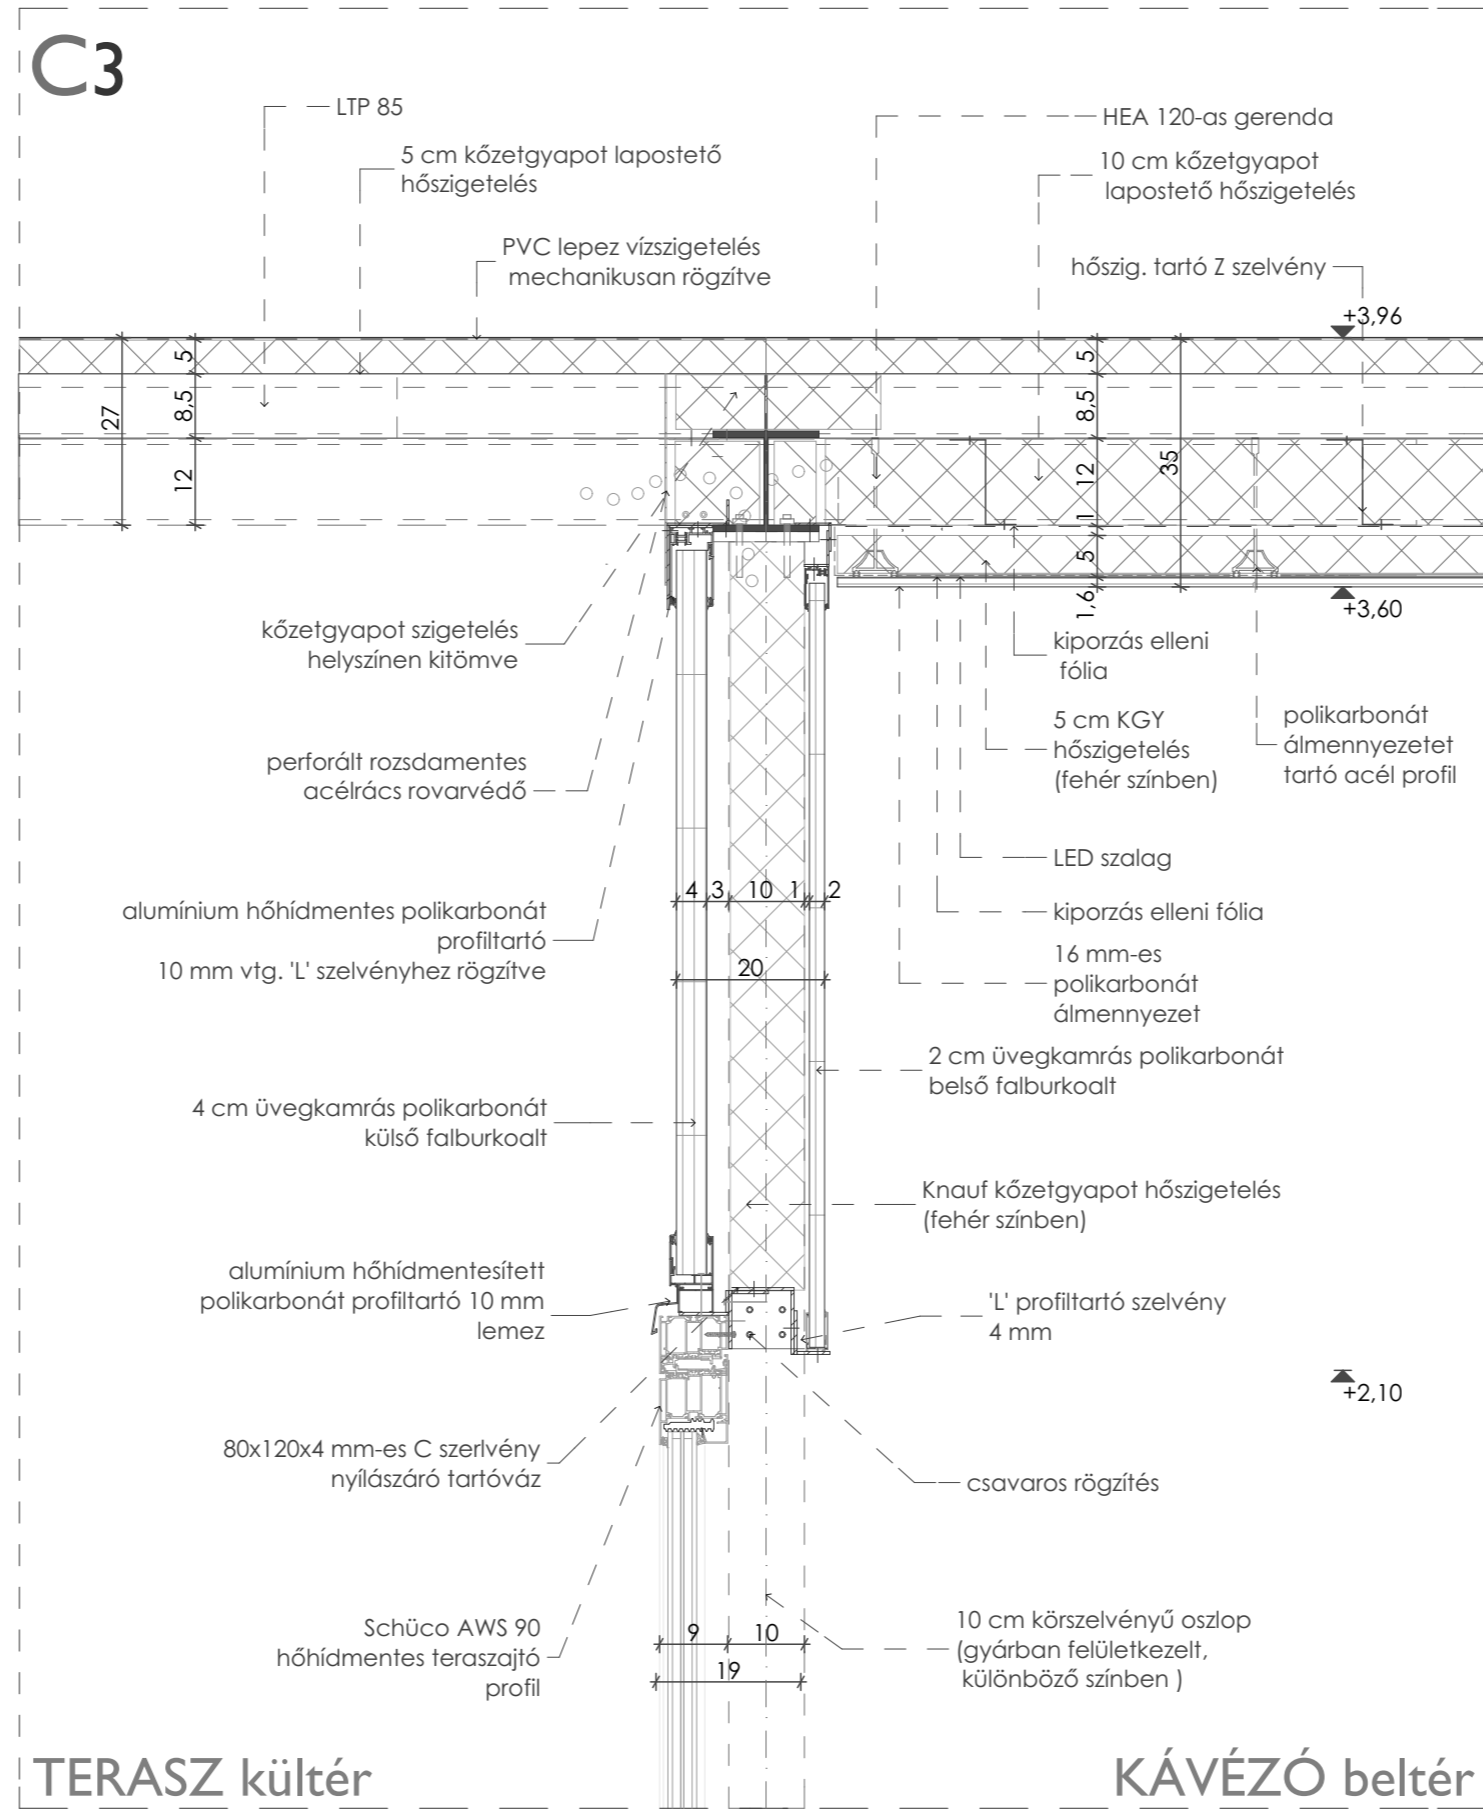 C3
LTP 85
5 cm kőzetgyapot lapostető
hőszigetelés
PVC lepez vízszigetelés
mechanikusan rögzítve
HEA 120-as gerenda
10 cm kőzetgyapot
lapostető hőszigetelés
hőszig. tartó Z szelvény
+3,96
5
8,5
12
27
5
8,5
12
1
5
1,6
35
+3,60
kőzetgyapot szigetelés
helyszínen kitömve
perforált rozsdamentes
acélrács rovarvédő
alumínium hőhídmentes polikarbonát
profiltartó
10 mm vtg. 'L' szelvényhez rögzítve
4 cm üvegkamrás polikarbonát
külső falburkoalt
alumínium hőhídmentesített
polikarbonát profiltartó 10 mm
lemez
80x120x4 mm-es C szerlvény
nyílászáró tartóváz
Schüco AWS 90
hőhídmentes teraszajtó
profil
kiporzás elleni
fólia
5 cm KGY
hőszigetelés
(fehér színben)
polikarbonát
álmennyezetet
tartó acél profil
LED szalag
kiporzás elleni fólia
16 mm-es
polikarbonát
álmennyezet
4 3 10 1 2
20
2 cm üvegkamrás polikarbonát
belső falburkoalt
Knauf kőzetgyapot hőszigetelés
(fehér színben)
'L' profiltartó szelvény
4 mm
+2,10
csavaros rögzítés
10 cm körszelvényű oszlop
(gyárban felületkezelt,
különböző színben )
9 10
19
TERASZ kültér
KÁVÉZÓ beltér